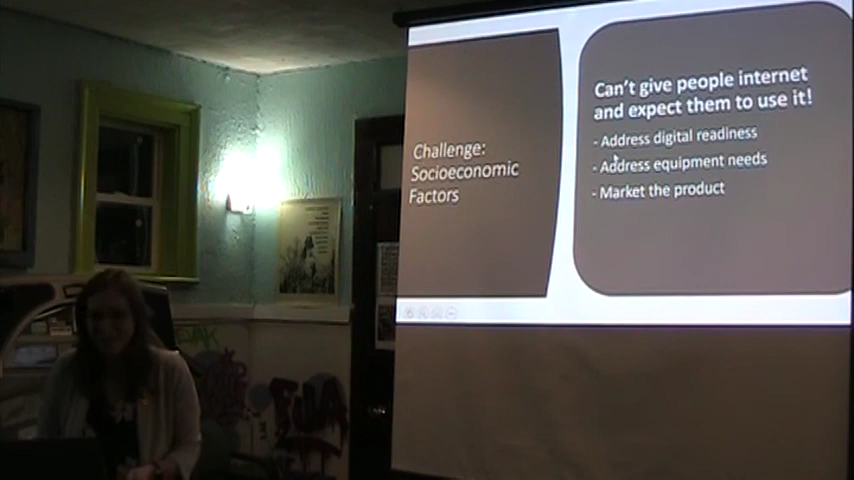 Challenge:
Socioeconomic
Factors
Can't give people internet
and expect them to use it!
- Address digital readiness
- Address equipment needs
- Market the product